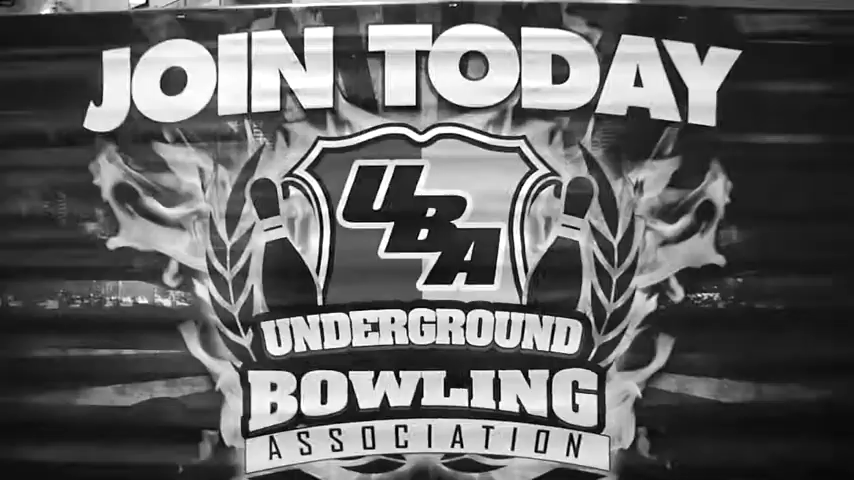 JOIN TODAY
UBA
UNDERGROUND
BOWLING
ASSOCIATION